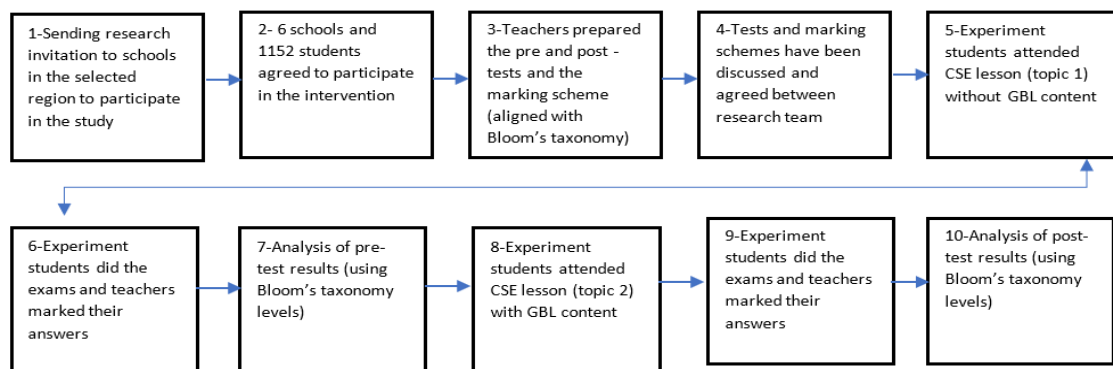 1-Sending research
invitation to schools
in the selected
region to participate
in the study
2- 6 schools and
1152 students
agreed to participate
in the intervention
3-Teachers prepared
the pre and post -
tests and the
marking scheme
(aligned with
Bloom's taxonomy)
4-Tests and marking
schemes have been
discussed and
agreed between
research team
5-Experiment
students attended
CSE lesson (topic 1)
without GBL content
6-Experiment
students did the
exams and teachers
marked their
answers
7-Analysis of pre-
test results (using
Bloom's taxonomy
levels)
8-Experiment
students attended
CSE lesson (topic 2)
with GBL content
9-Experiment
students did the
exams and teachers
marked their
answers
10-Analysis of post-
test results (using
Bloom's taxonomy
levels)